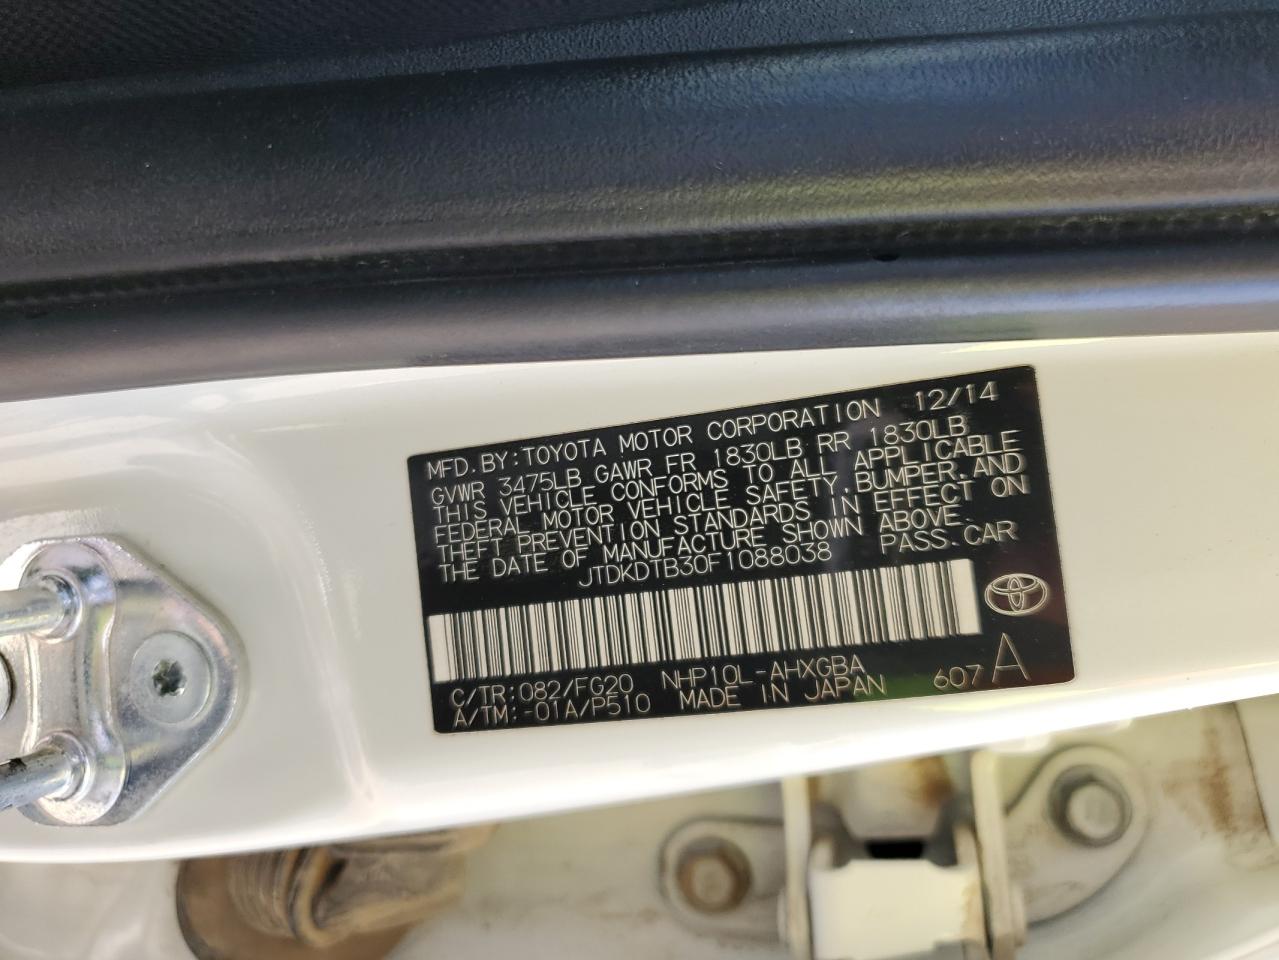 MFD. BY: TOYOTA MOTOR CORPORATION 12/14
GVWR 3475LB GAWR FR 1830LB RR 1830LB
THIS VEHICLE CONFORMS TO ALL APPLICABLE
FEDERAL MOTOR VEHICLE SAFETY, BUMPER, AND
THEFT PREVENTION STANDARDS IN EFFECT ON
THE DATE OF MANUFACTURE SHOWN ABOVE.
JTDKDTB30F1088038 PASS. CAR
C/TR: 082/FG20 NHP10L-AHXGBA
A/TM: -01A/P510 MADE IN JAPAN 607 A